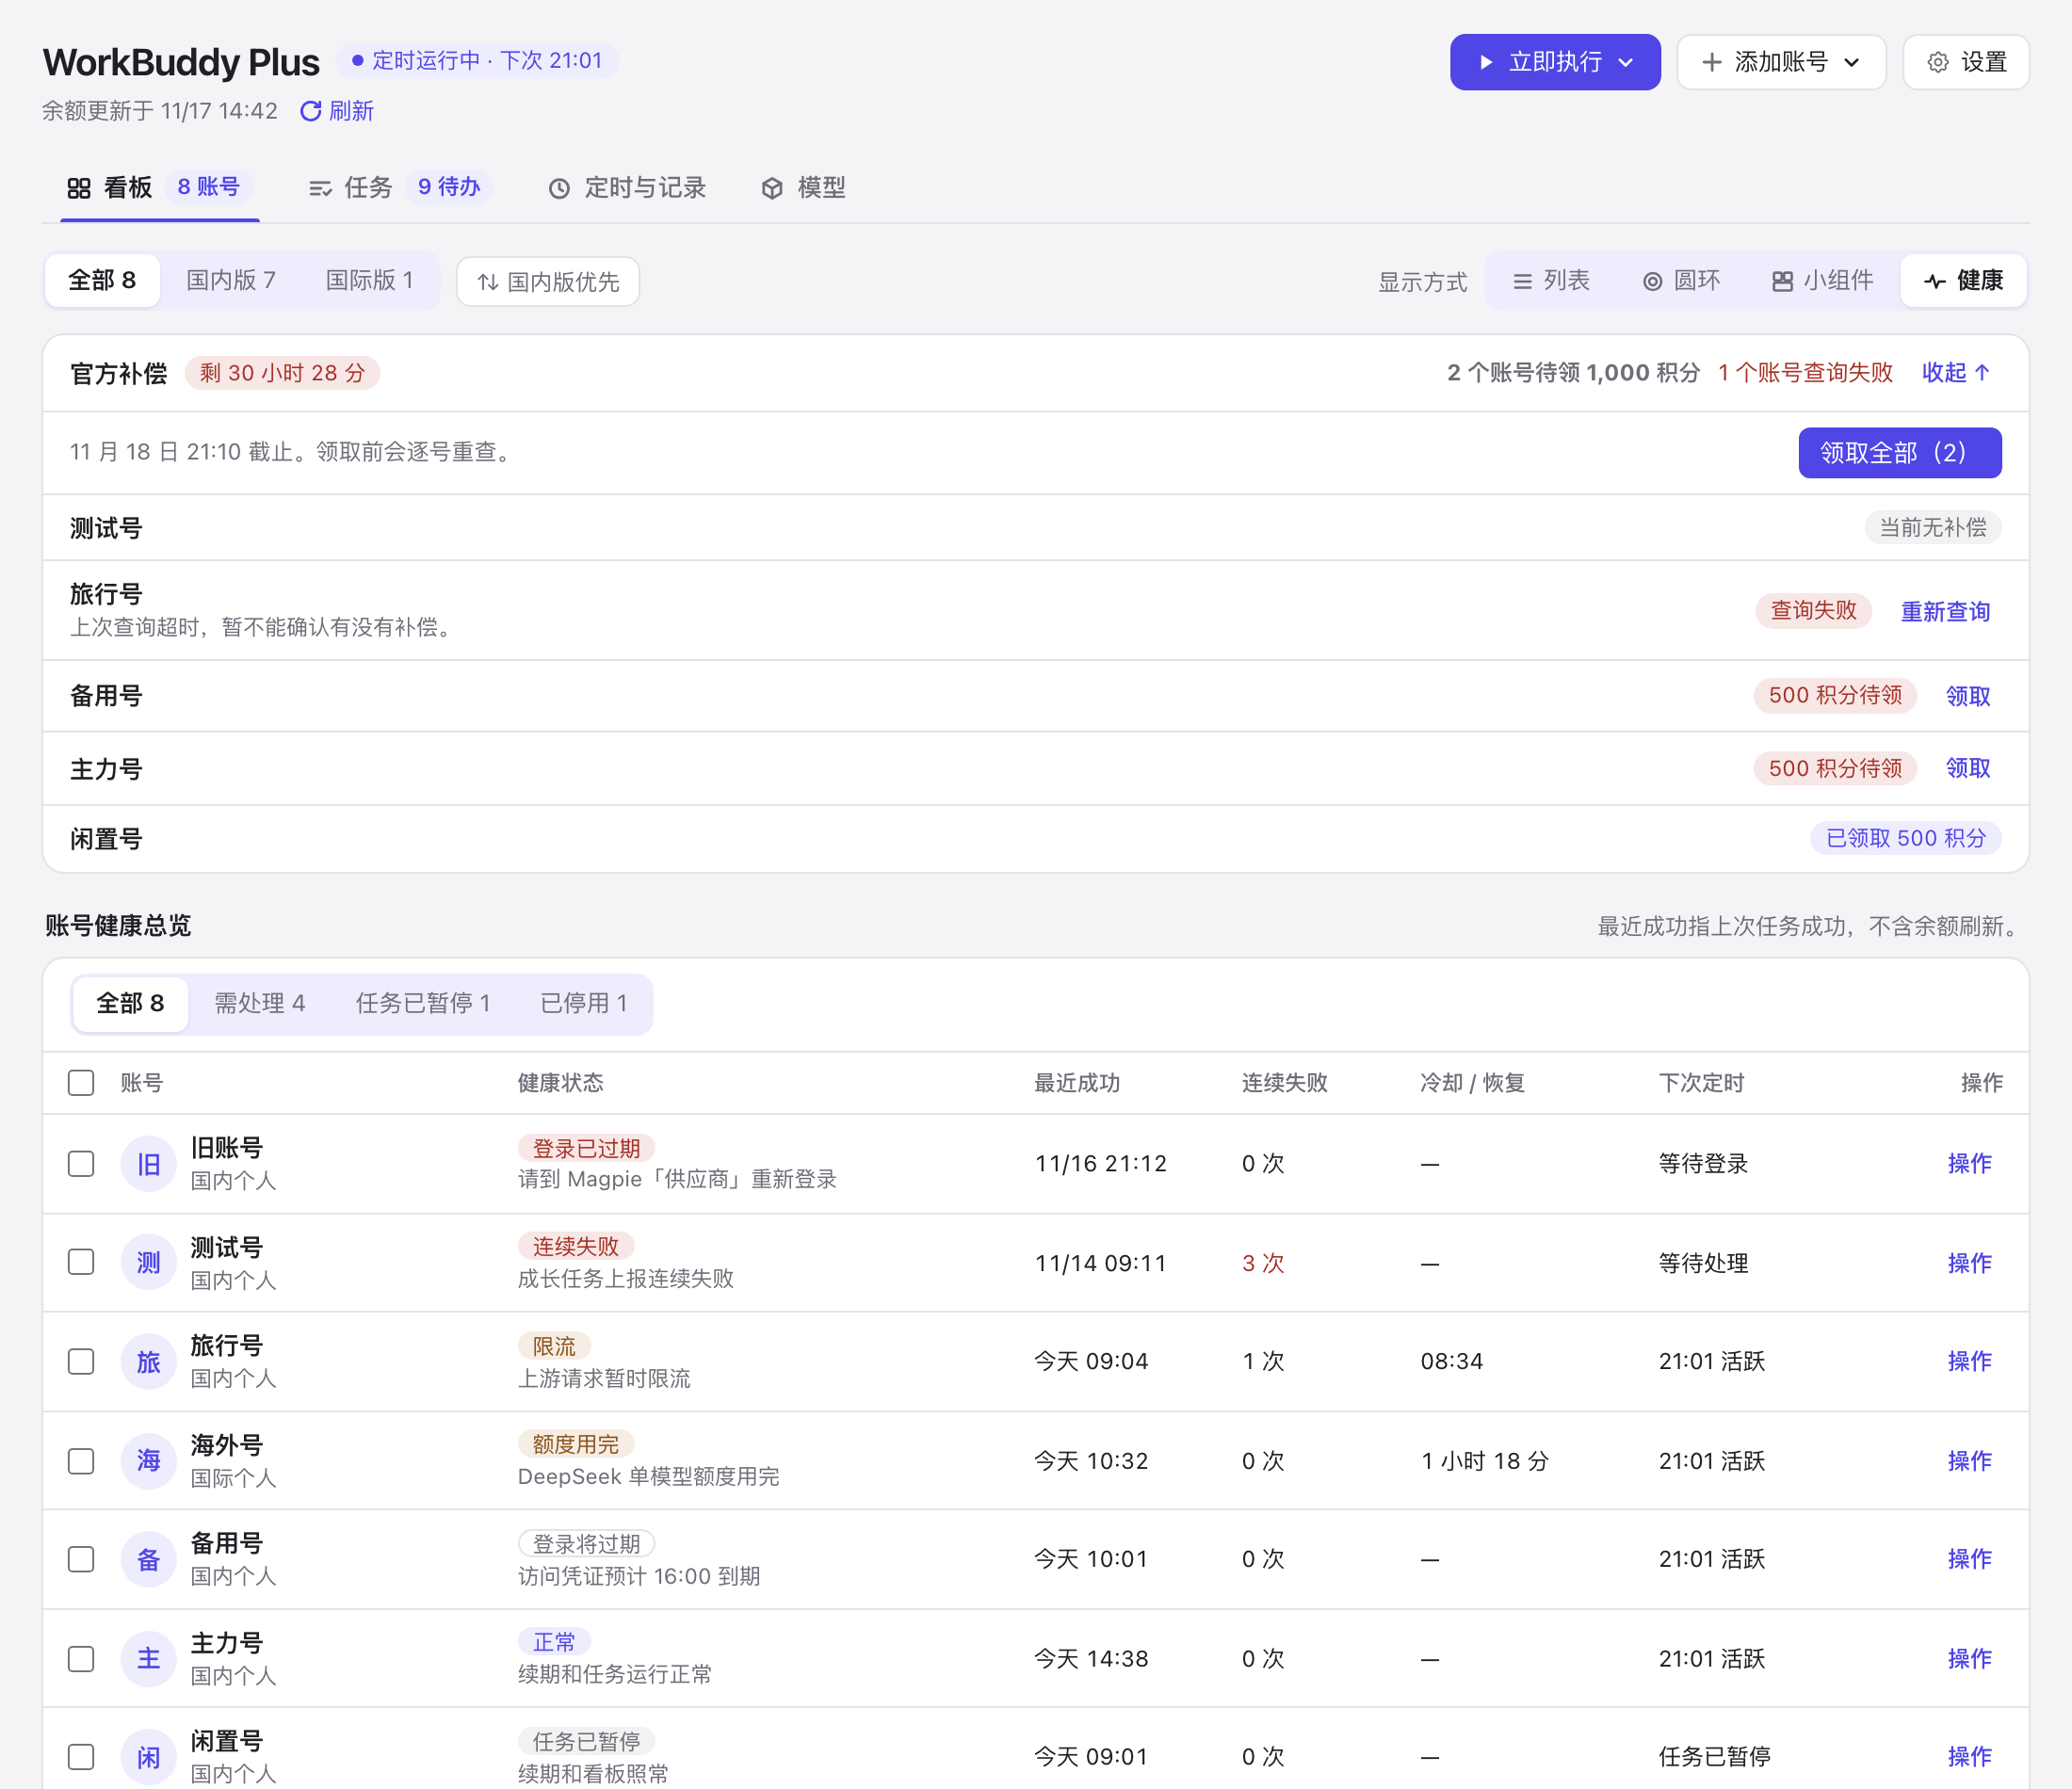 WorkBuddy Plus 定时运行中 · 下次 21:01 立即执行 添加账号 设置
余额更新于 11/17 14:42 刷新
看板 8 账号 任务 9 待办 定时与记录 模型
全部 8 国内版 7 国际版 1 国内版优先 显示方式 列表 圆环 小组件 健康
官方补偿 剩 30 小时 28 分 2 个账号待领 1,000 积分 1 个账号查询失败 收起 ↑
11 月 18 日 21:10 截止。领取前会逐号重查。 领取全部（2）
测试号 当前无补偿
旅行号
上次查询超时，暂不能确认有没有补偿。 查询失败 重新查询
备用号 500 积分待领 领取
主力号 500 积分待领 领取
闲置号 已领取 500 积分
账号健康总览 最近成功指上次任务成功，不含余额刷新。
全部 8 需处理 4 任务已暂停 1 已停用 1
账号 健康状态 最近成功 连续失败 冷却 / 恢复 下次定时 操作
旧 旧账号 登录已过期 11/16 21:12 0 次 — 等待登录 操作
国内个人 请到 Magpie「供应商」重新登录
测 测试号 连续失败 11/14 09:11 3 次 — 等待处理 操作
国内个人 成长任务上报连续失败
旅 旅行号 限流 今天 09:04 1 次 08:34 21:01 活跃 操作
国内个人 上游请求暂时限流
海 海外号 额度用完 今天 10:32 0 次 1 小时 18 分 21:01 活跃 操作
国际个人 DeepSeek 单模型额度用完
备 备用号 登录将过期 今天 10:01 0 次 — 21:01 活跃 操作
国内个人 访问凭证预计 16:00 到期
主 主力号 正常 今天 14:38 0 次 — 21:01 活跃 操作
国内个人 续期和任务运行正常
闲 闲置号 任务已暂停 今天 09:01 0 次 — 任务已暂停 操作
国内个人 续期和看板照常